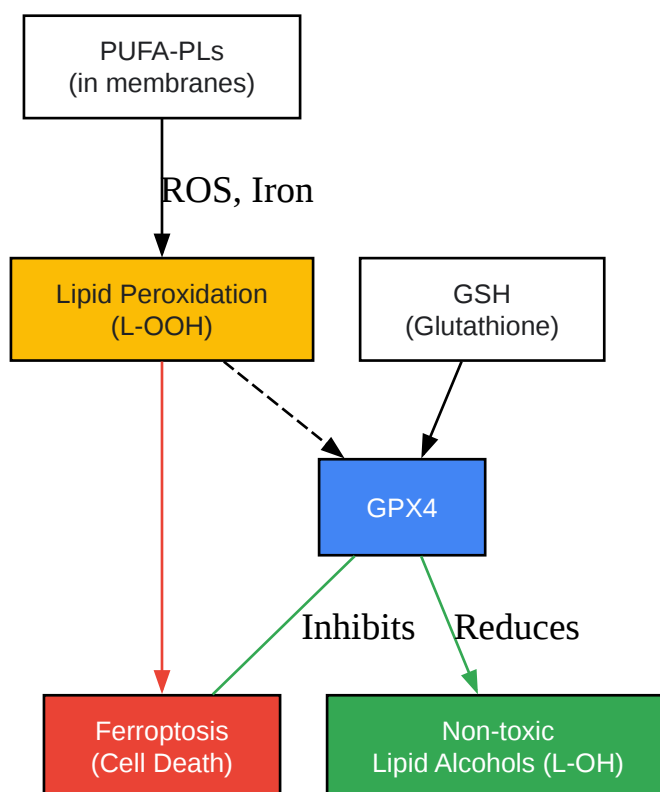 PUFA-PLs
(in membranes)
ROS, Iron
Lipid Peroxidation
(L-OOH)
GSH
(Glutathione)
GPX4
Inhibits
Reduces
Ferroptosis
(Cell Death)
Non-toxic
Lipid Alcohols (L-OH)